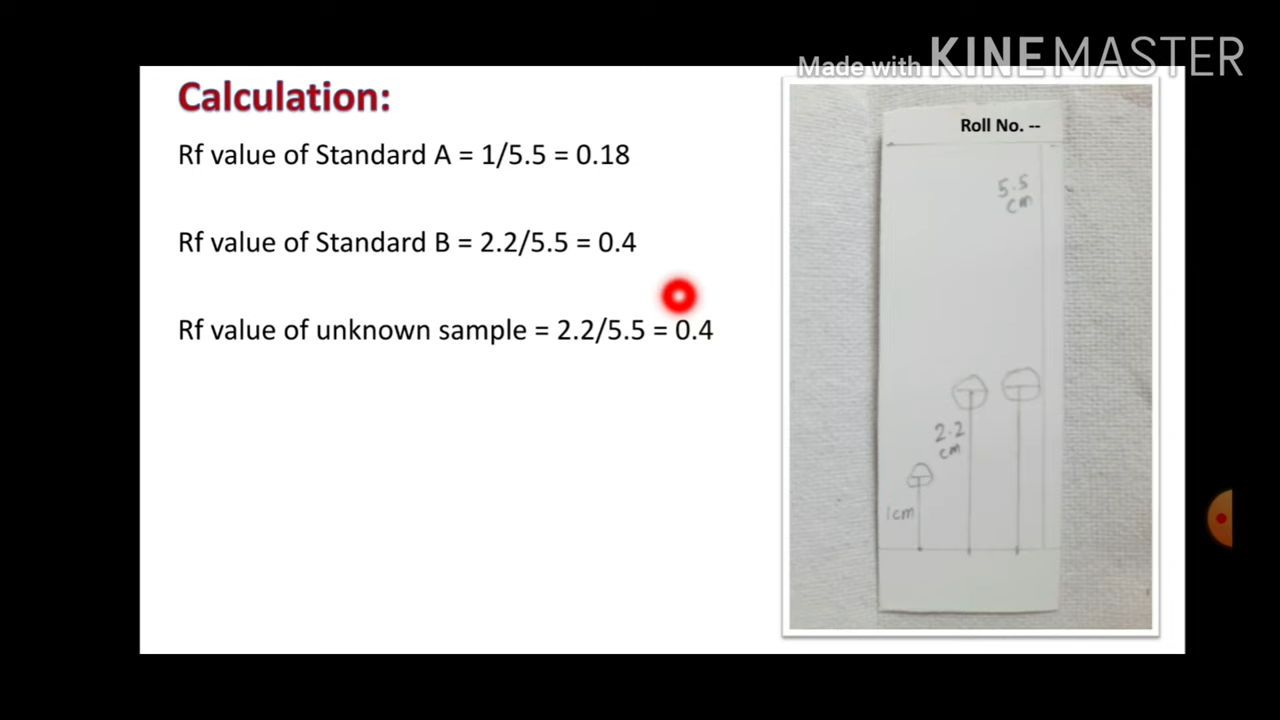 Made with KINEMASTER
Calculation:
Rf value of Standard A = 1/5.5 = 0.18
Rf value of Standard B = 2.2/5.5 = 0.4
Rf value of unknown sample = 2.2/5.5 = 0.4
Roll No. --
5.5
cm
2.2
cm
1cm